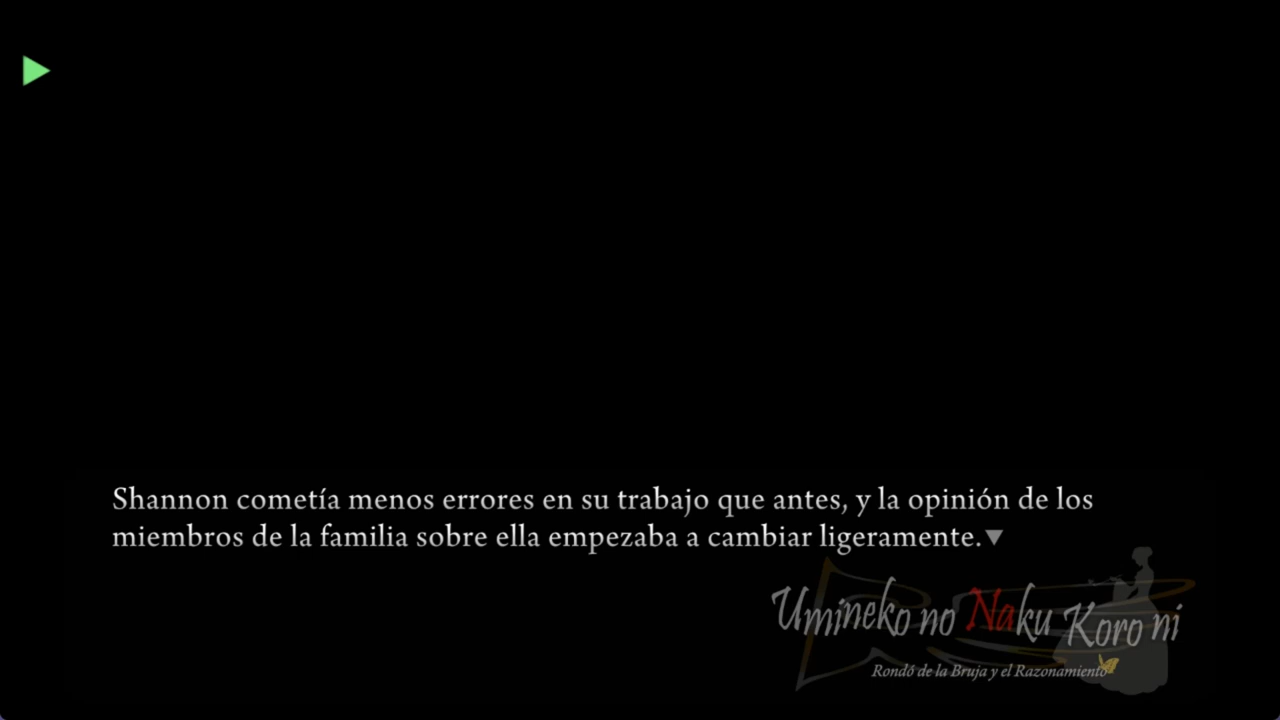 Shannon cometía menos errores en su trabajo que antes, y la opinión de los
miembros de la familia sobre ella empezaba a cambiar ligeramente.
Umineko no Naku Koro ni
Rondó de la Bruja y el Razonamiento